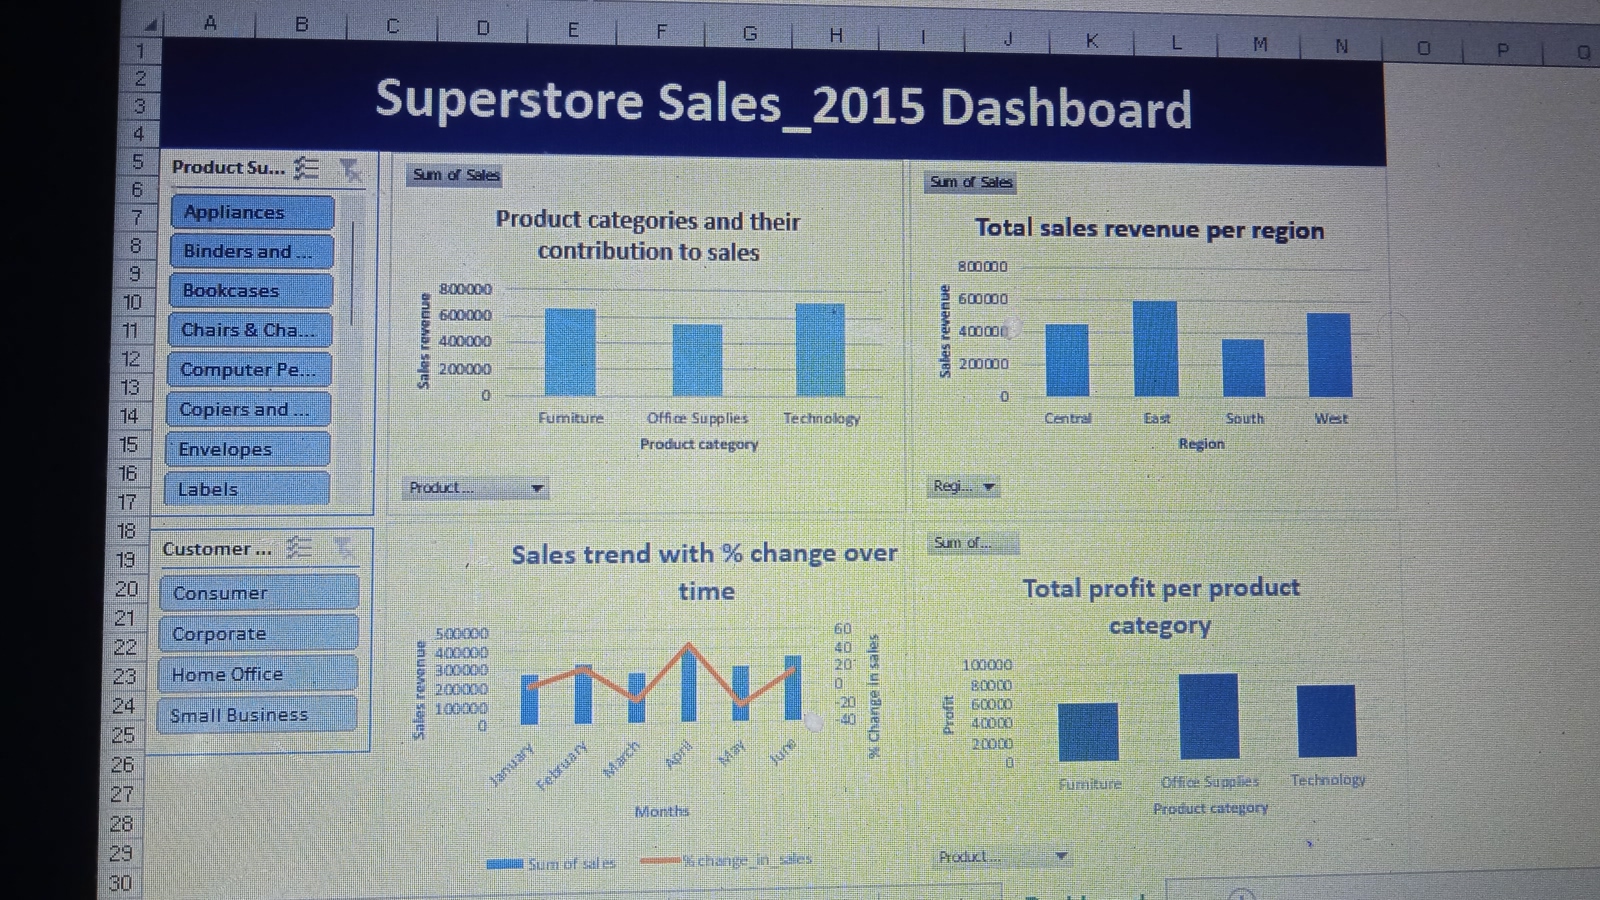 A B C D E F G H I J K L M N O P Q
1
2
3
4
5
6
7
8
9
10
11
12
13
14
15
16
17
18
19
20
21
22
23
24
25
26
27
28
29
30
Superstore Sales_2015 Dashboard
Product Su...
Appliances
Binders and ...
Bookcases
Chairs & Cha...
Computer Pe...
Copiers and ...
Envelopes
Labels
Customer ...
Consumer
Corporate
Home Office
Small Business
Sum of Sales
Product categories and their
contribution to sales
Sales revenue
800000
600000
400000
200000
0
Furniture Office Supplies Technology
Product category
Product ...
Sum of Sales
Total sales revenue per region
Sales revenue
800000
600000
400000
200000
0
Central East South West
Region
Regi...
Sales trend with % change over
time
Sales revenue
500000
400000
300000
200000
100000
0
60
40
20
0
-20
-40
% Change in sales
January February March April May June
Months
Sum of sales %change_in_sales
Sum of...
Total profit per product
category
Profit
100000
80000
60000
40000
20000
0
Furniture Office Supplies Technology
Product category
Product ...